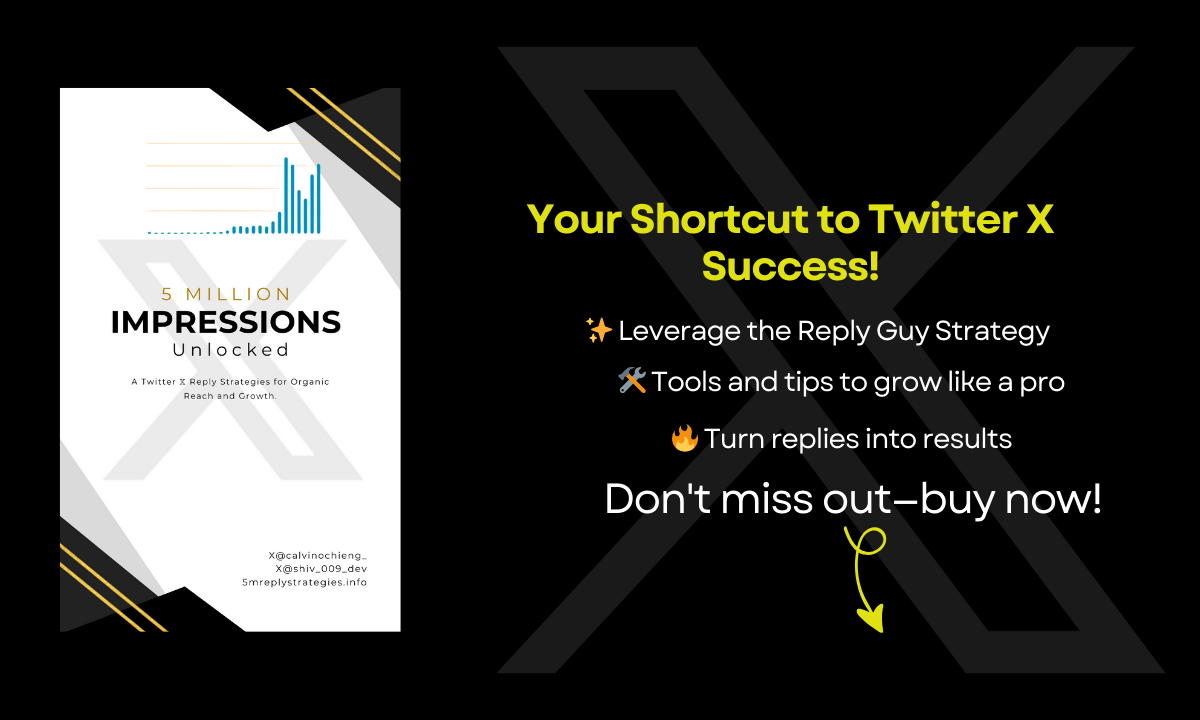 5 MILLION
IMPRESSIONS
Unlocked
A Twitter 𝕏 Reply Strategies for Organic
Reach and Growth.
X@calvinochieng_
X@shiv_009_dev
5mreplystrategies.info
Your Shortcut to Twitter X
Success!
✨ Leverage the Reply Guy Strategy
🛠️ Tools and tips to grow like a pro
🔥 Turn replies into results
Don't miss out—buy now!